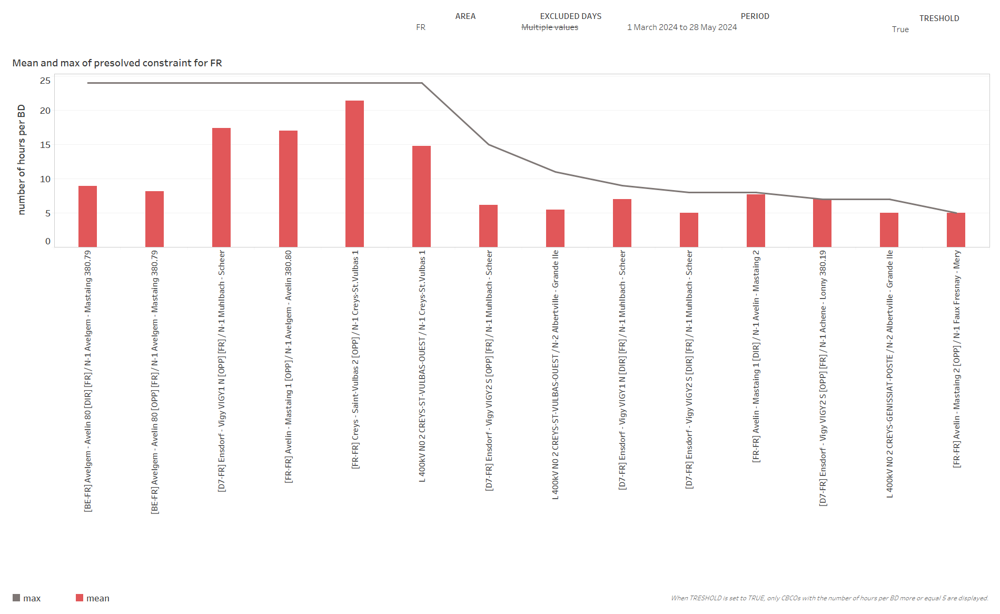 AREA
EXCLUDED DAYS
PERIOD
TRESHOLD
FR
Multiple values
1 March 2024 to 28 May 2024
True
Mean and max of presolved constraint for FR
number of hours per BD
25
20
15
10
5
0
[BE-FR] Avelgem - Avelin 80 [DIR] [FR] / N-1 Avelgem - Mastaing 380.79
[BE-FR] Avelgem - Avelin 80 [OPP] [FR] / N-1 Avelgem - Mastaing 380.79
[D7-FR] Ensdorf - Vigy VIGY1 N [OPP] [FR] / N-1 Muhlbach - Scheer
[FR-FR] Avelin - Mastaing 1 [OPP] / N-1 Avelgem - Avelin 380.80
[FR-FR] Creys - Saint-Vulbas 2 [OPP] / N-1 Creys-St.Vulbas 1
L 400kV N0 2 CREYS-ST-VULBAS-OUEST / N-1 Creys-St.Vulbas 1
[D7-FR] Ensdorf - Vigy VIGY2 S [OPP] [FR] / N-1 Muhlbach - Scheer
L 400kV N0 2 CREYS-ST-VULBAS-OUEST / N-2 Albertville - Grande Ile
[D7-FR] Ensdorf - Vigy VIGY1 N [DIR] [FR] / N-1 Muhlbach - Scheer
[D7-FR] Ensdorf - Vigy VIGY2 S [DIR] [FR] / N-1 Muhlbach - Scheer
[FR-FR] Avelin - Mastaing 1 [DIR] / N-1 Avelin - Mastaing 2
[D7-FR] Ensdorf - Vigy VIGY2 S [OPP] [FR] / N-1 Achene - Lonny 380.19
L 400kV N0 2 CREYS-GENISSIAT-POSTE / N-2 Albertville - Grande Ile
[FR-FR] Avelin - Mastaing 2 [OPP] / N-1 Faux Fresnay - Mery
max
mean
When TRESHOLD is set to TRUE, only CBCOs with the number of hours per BD more or equal 5 are displayed.